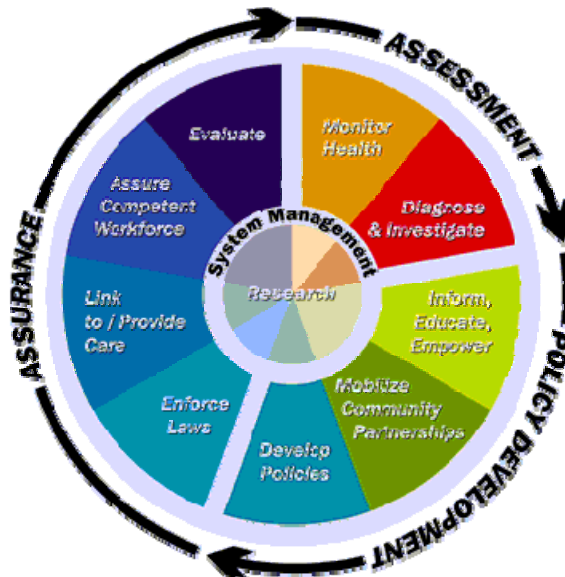 ASSESSMENT
Monitor
Health
Diagnose
& Investigate
POLICY DEVELOPMENT
Inform,
Educate,
Empower
Mobilize
Community
Partnerships
Develop
Policies
ASSURANCE
Enforce
Laws
Link
to / Provide
Care
Assure
Competent
Workforce
Evaluate
System Management
Research